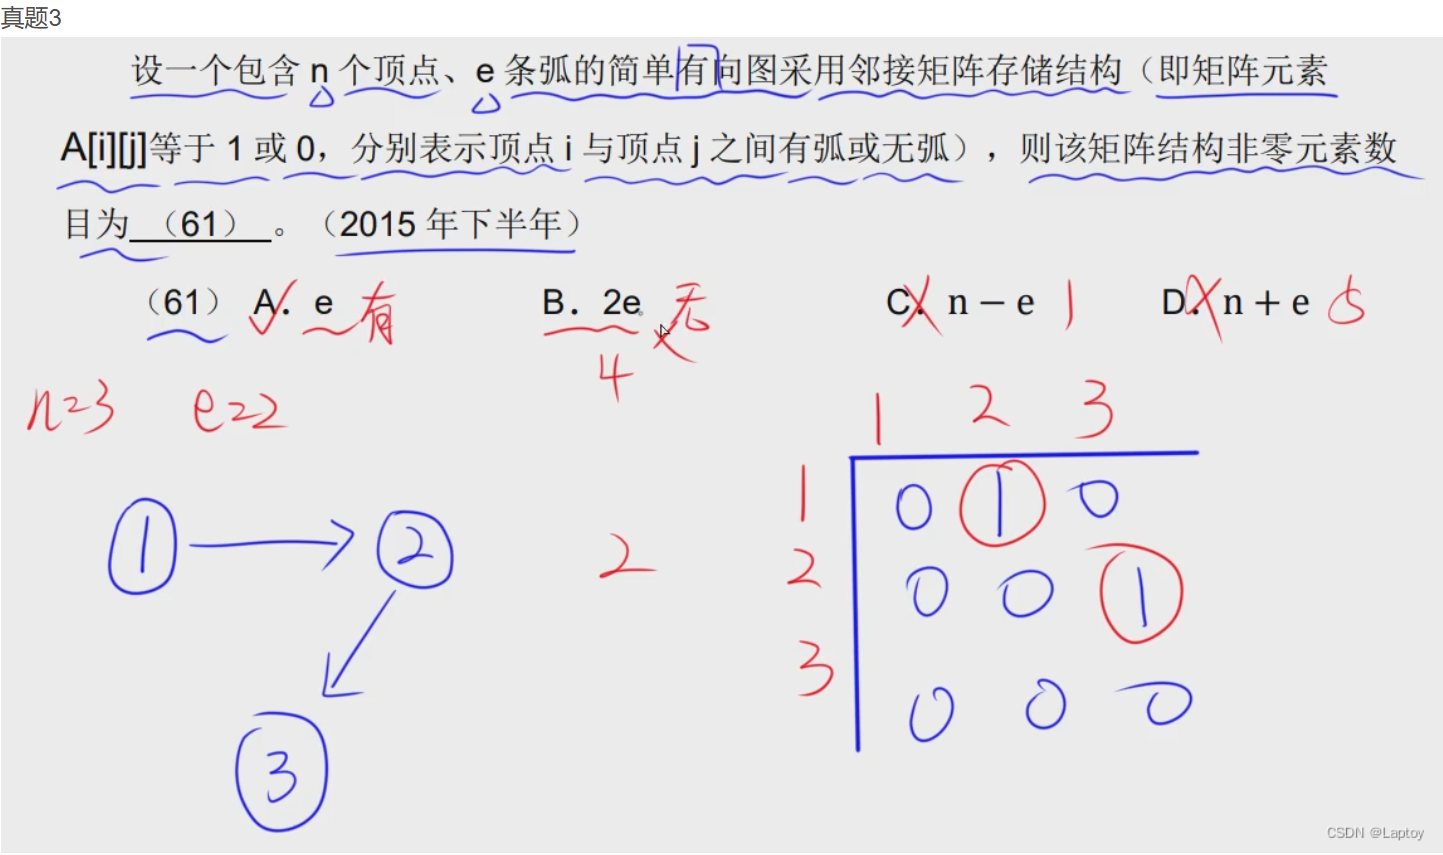 真题3
设一个包含 n 个顶点、e 条弧的简单有向图采用邻接矩阵存储结构（即矩阵元素
A[i][j]等于 1 或 0，分别表示顶点 i 与顶点 j 之间有弧或无弧），则该矩阵结构非零元素数
目为 （61） 。（2015 年下半年）
（61） A. e 有 B. 2e 无 C. n－e 1 D. n＋e 5
4
n=3 e=2
1 2 3
1 0 1 0
1 2 2
2 0 0 1
3 0 0 0
3
CSDN @Laptoy